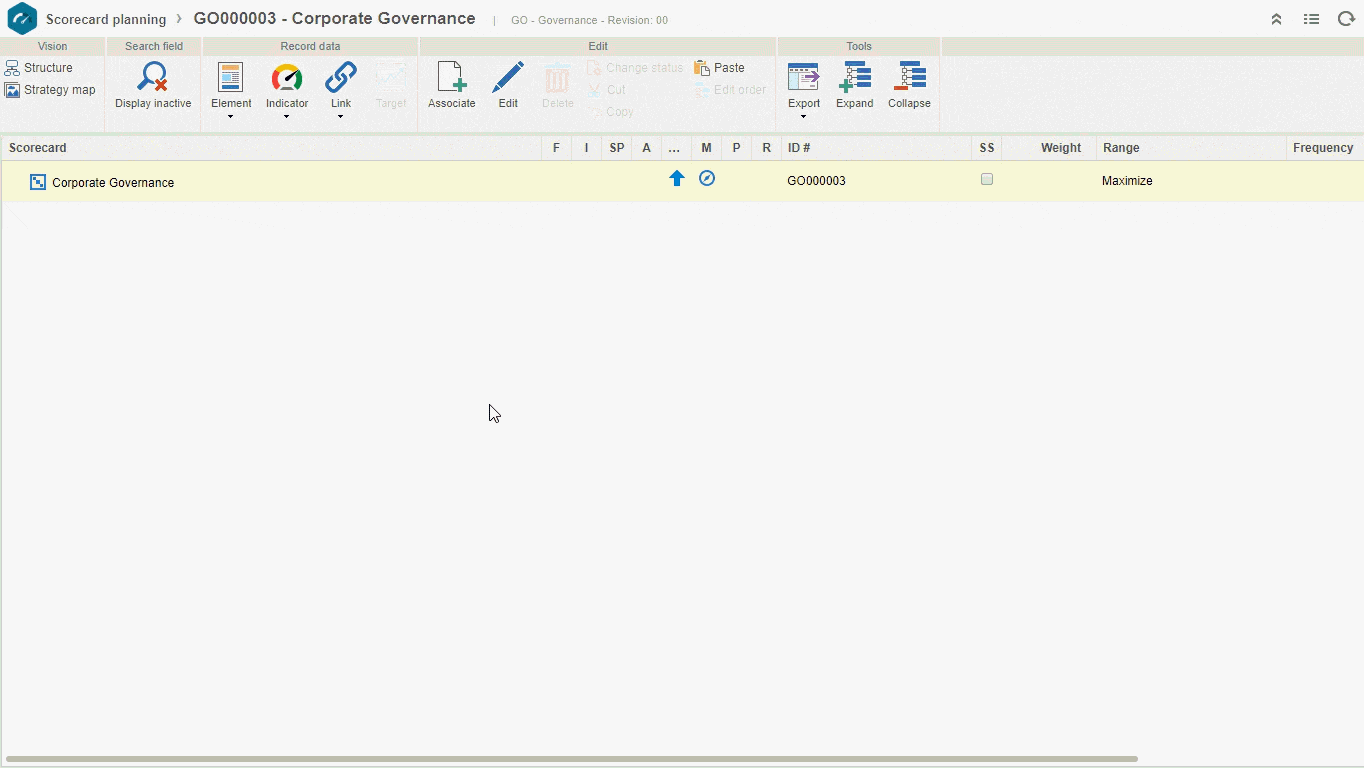 Scorecard planning › GO000003 - Corporate Governance | GO - Governance - Revision: 00
Vision Search field Record data Edit Tools
Structure
Strategy map
Display inactive
Element Indicator Link Target
Associate Edit Delete
Change status
Cut
Copy
Paste
Edit order
Export Expand Collapse
Scorecard F I SP A ... M P R ID # SS Weight Range Frequency
Corporate Governance GO000003 Maximize